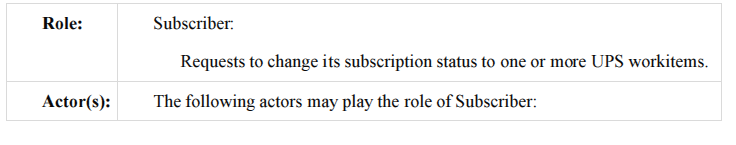 Role: Subscriber:
Requests to change its subscription status to one or more UPS workitems.
Actor(s): The following actors may play the role of Subscriber: